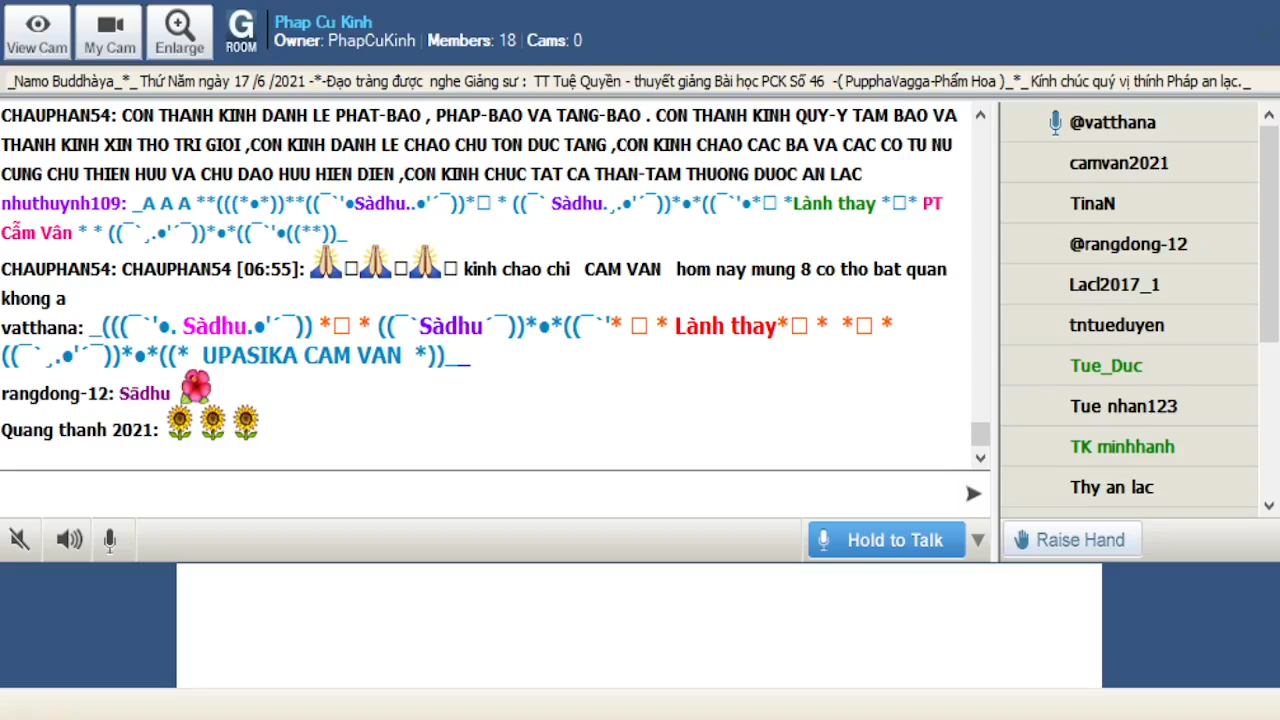 View Cam My Cam Enlarge G ROOM
Phap Cu Kinh
Owner: PhapCuKinh | Members: 18 | Cams: 0
_Namo Buddhàya_*_ Thứ Năm ngày 17 /6 /2021 -*-Đạo tràng được nghe Giảng sư : TT Tuệ Quyền - thuyết giảng Bài học PCK Số 46 -( PupphaVagga-Phẩm Hoa )_*_ Kính chúc quý vị thính Pháp an lạc._
CHAUPHAN54: CON THANH KINH DANH LE PHAT-BAO , PHAP-BAO VA TANG-BAO . CON THANH KINH QUY-Y TAM BAO VA
THANH KINH XIN THO TRI GIOI ,CON KINH DANH LE CHAO CHU TON DUC TANG ,CON KINH CHAO CAC BA VA CAC CO TU NU
CUNG CHU THIEN HUU VA CHU DAO HUU HIEN DIEN ,CON KINH CHUC TAT CA THAN-TAM THUONG DUOC AN LAC
nhuthuynh109: _A A A **(((*•*))**((¯`'•Sàdhu..•'´¯))*□ * ((¯` Sàdhu.¸.•'´¯))*•*((¯`'•*□ *Lành thay *□* PT
Cẫm Vân * * ((¯`¸.•'´¯))*•*((¯`'•((**))_
CHAUPHAN54: CHAUPHAN54 [06:55]: 🙏□🙏□🙏□ kinh chao chi CAM VAN hom nay mung 8 co tho bat quan
khong a
vatthana: _(((¯`'•. Sàdhu.•'´¯)) *□ * ((¯`Sàdhu´¯))*•*((¯`'* □ * Lành thay*□ * *□ *
((¯`¸.•'´¯))*•*((* UPASIKA CAM VAN *))__
rangdong-12: Sādhu 🌺
Quang thanh 2021: 🌻🌻🌻
@vatthana
camvan2021
TinaN
@rangdong-12
Lacl2017_1
tntueduyen
Tue_Duc
Tue nhan123
TK minhhanh
Thy an lac
Hold to Talk
Raise Hand